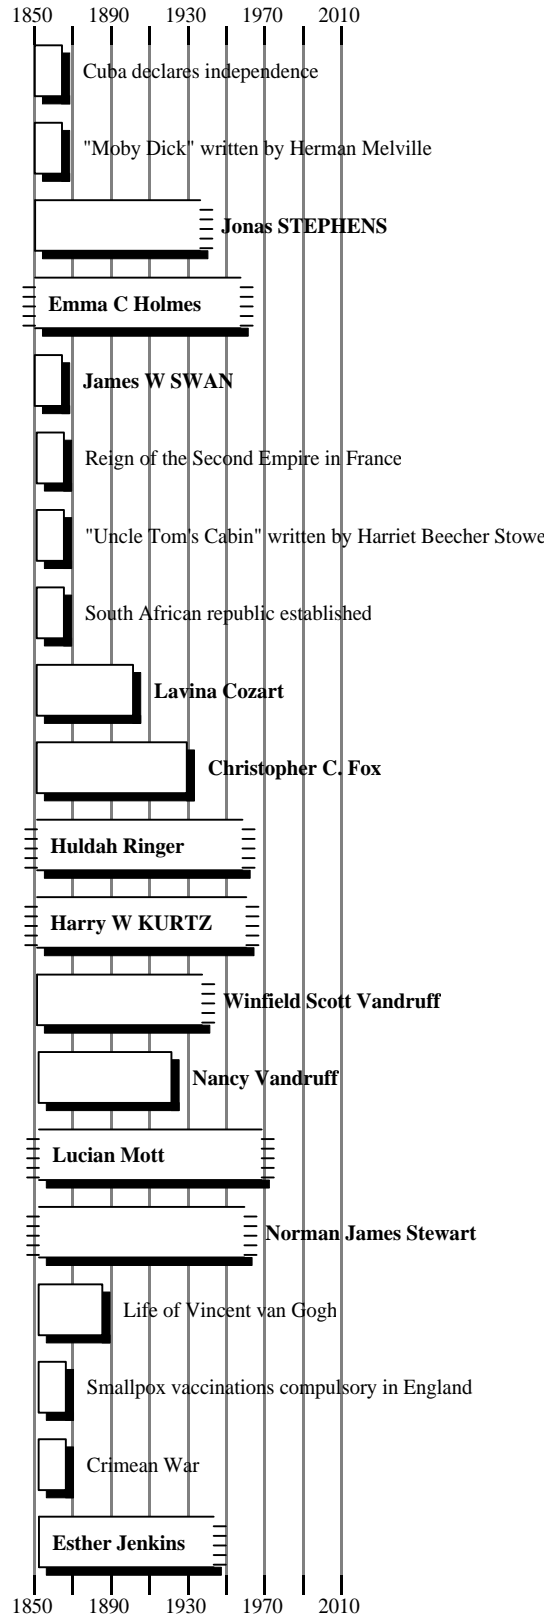 1850 1890 1930 1970 2010
Cuba declares independence
"Moby Dick" written by Herman Melville
Jonas STEPHENS
Emma C Holmes
James W SWAN
Reign of the Second Empire in France
"Uncle Tom's Cabin" written by Harriet Beecher Stowe
South African republic established
Lavina Cozart
Christopher C. Fox
Huldah Ringer
Harry W KURTZ
Winfield Scott Vandruff
Nancy Vandruff
Lucian Mott
Norman James Stewart
Life of Vincent van Gogh
Smallpox vaccinations compulsory in England
Crimean War
Esther Jenkins
1850 1890 1930 1970 2010